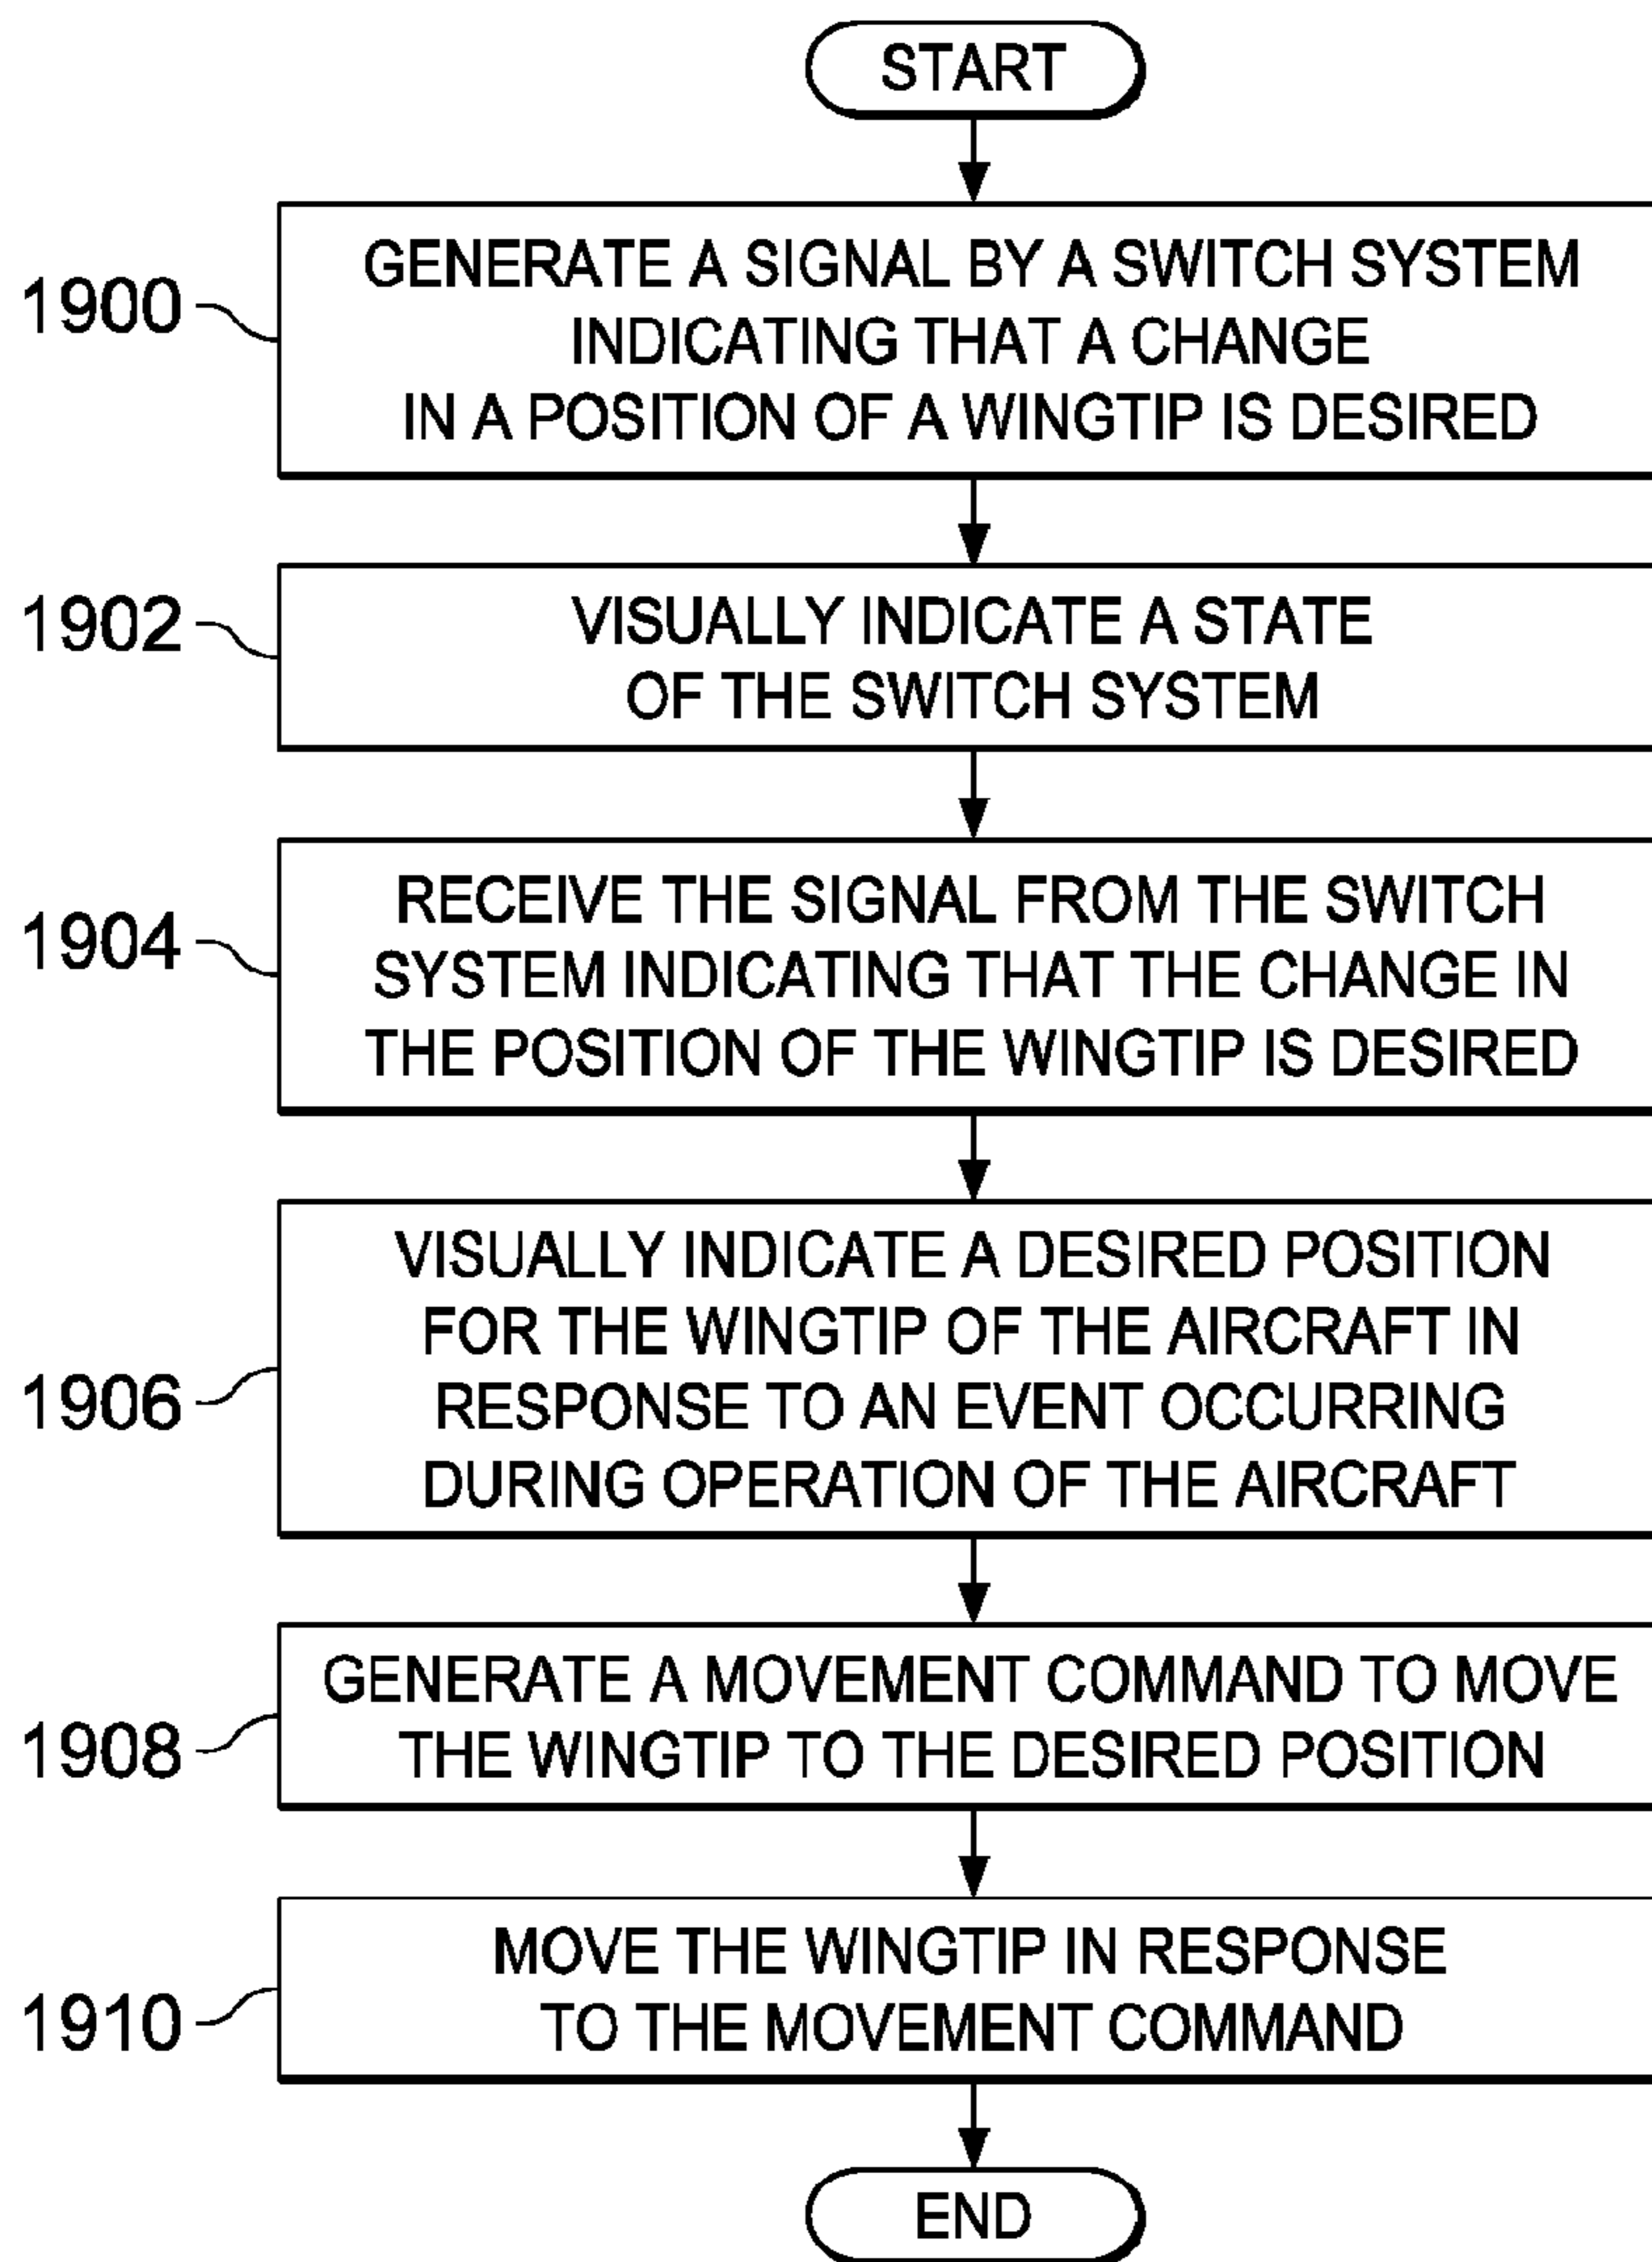 START
1900
GENERATE A SIGNAL BY A SWITCH SYSTEM
INDICATING THAT A CHANGE
IN A POSITION OF A WINGTIP IS DESIRED
1902
VISUALLY INDICATE A STATE
OF THE SWITCH SYSTEM
1904
RECEIVE THE SIGNAL FROM THE SWITCH
SYSTEM INDICATING THAT THE CHANGE IN
THE POSITION OF THE WINGTIP IS DESIRED
1906
VISUALLY INDICATE A DESIRED POSITION
FOR THE WINGTIP OF THE AIRCRAFT IN
RESPONSE TO AN EVENT OCCURRING
DURING OPERATION OF THE AIRCRAFT
1908
GENERATE A MOVEMENT COMMAND TO MOVE
THE WINGTIP TO THE DESIRED POSITION
1910
MOVE THE WINGTIP IN RESPONSE
TO THE MOVEMENT COMMAND
END